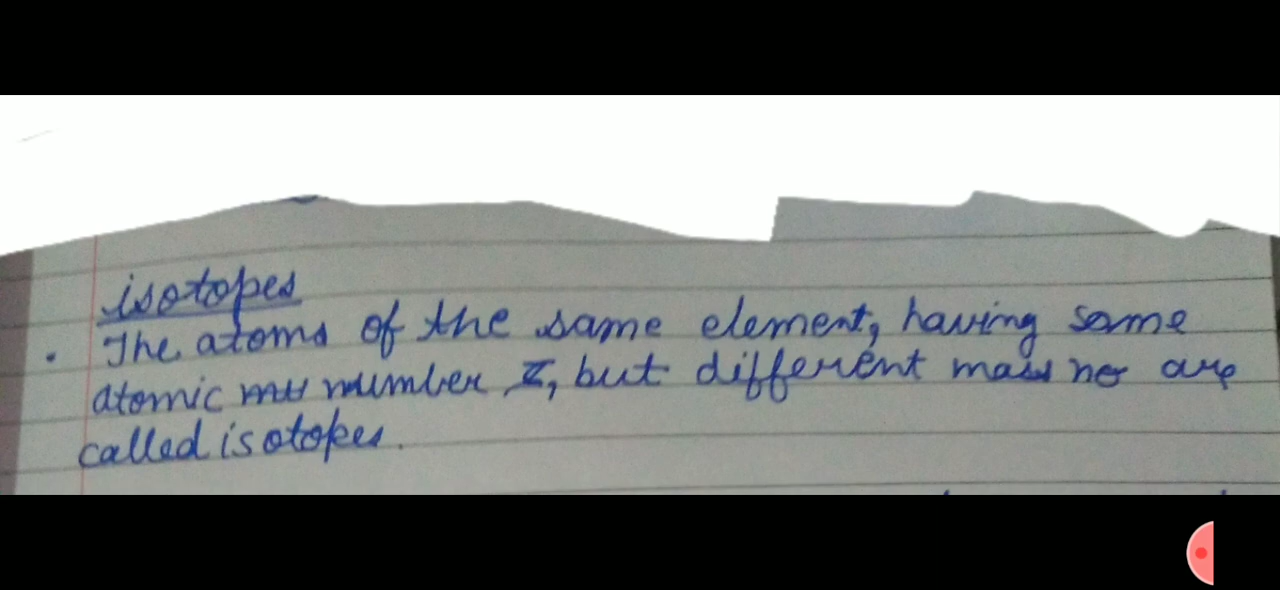 isotopes
. The atoms of the same element, having same
atomic number Z, but different mass no are
called isotopes.